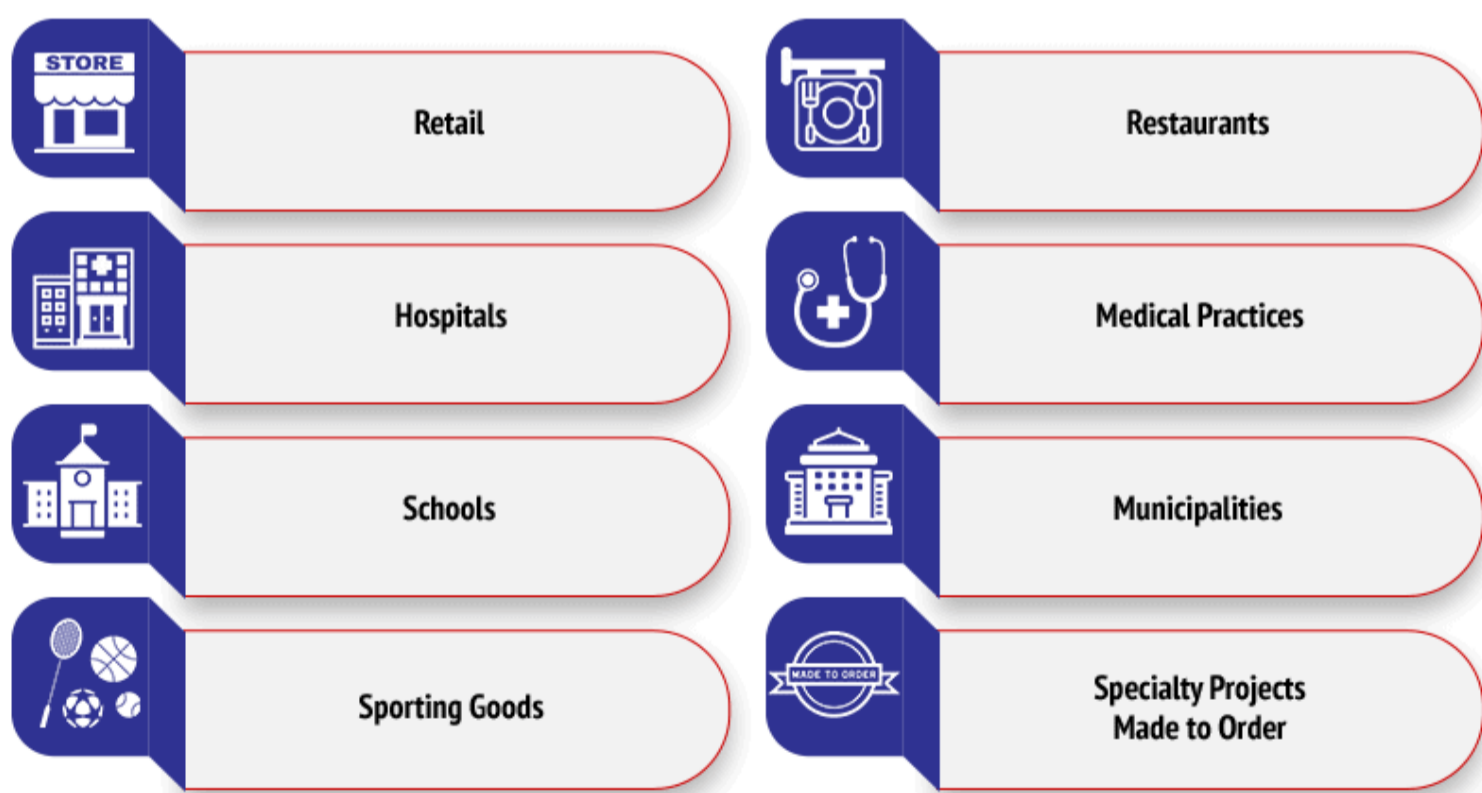 STORE
Retail
Restaurants
Hospitals
Medical Practices
Schools
Municipalities
Sporting Goods
MADE TO ORDER
Specialty Projects
Made to Order